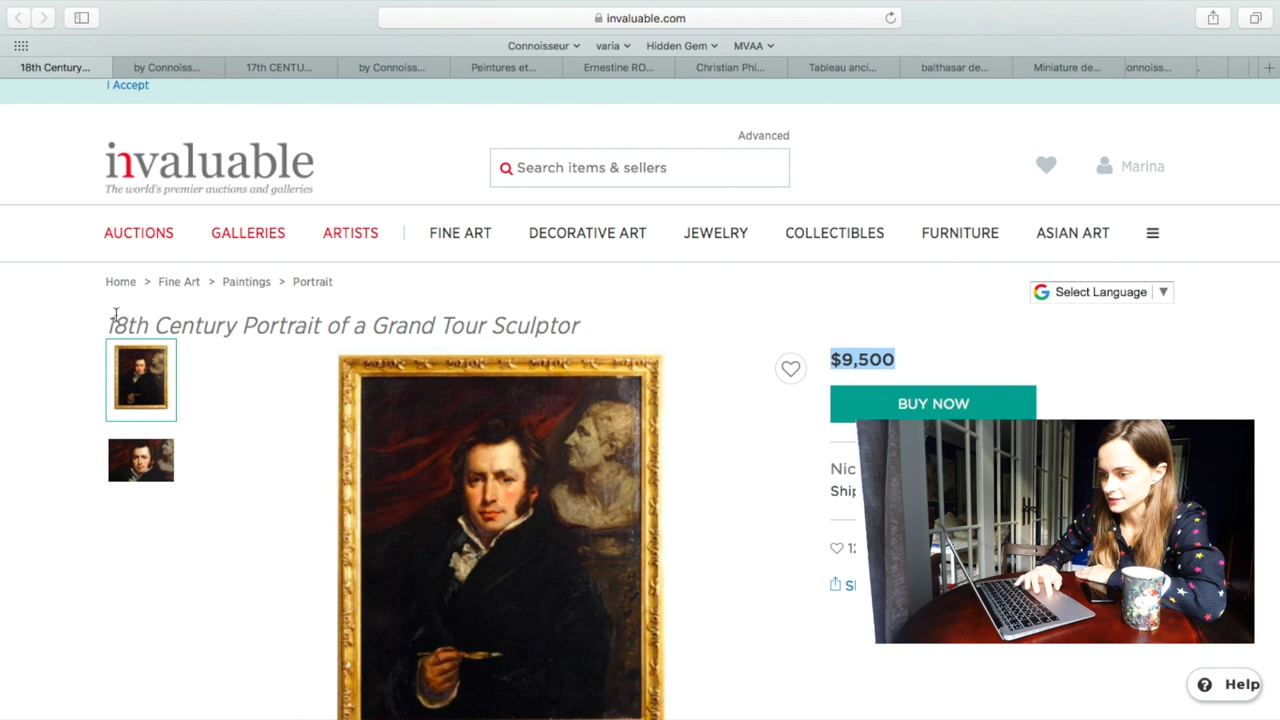 invaluable.com
Connoisseur varia Hidden Gem MVAA
18th Century... by Connoiss... 17th CENTU... by Connoiss... Peintures et... Ernestine RO... Christian Phi... Tableau anci... balthasar de... Miniature de... onnoiss...
I Accept
Advanced
invaluable
The world's premier auctions and galleries
Search items & sellers
Marina
AUCTIONS GALLERIES ARTISTS FINE ART DECORATIVE ART JEWELRY COLLECTIBLES FURNITURE ASIAN ART
Home > Fine Art > Paintings > Portrait
Select Language
18th Century Portrait of a Grand Tour Sculptor
$9,500
BUY NOW
Nic
Ship
12
Help